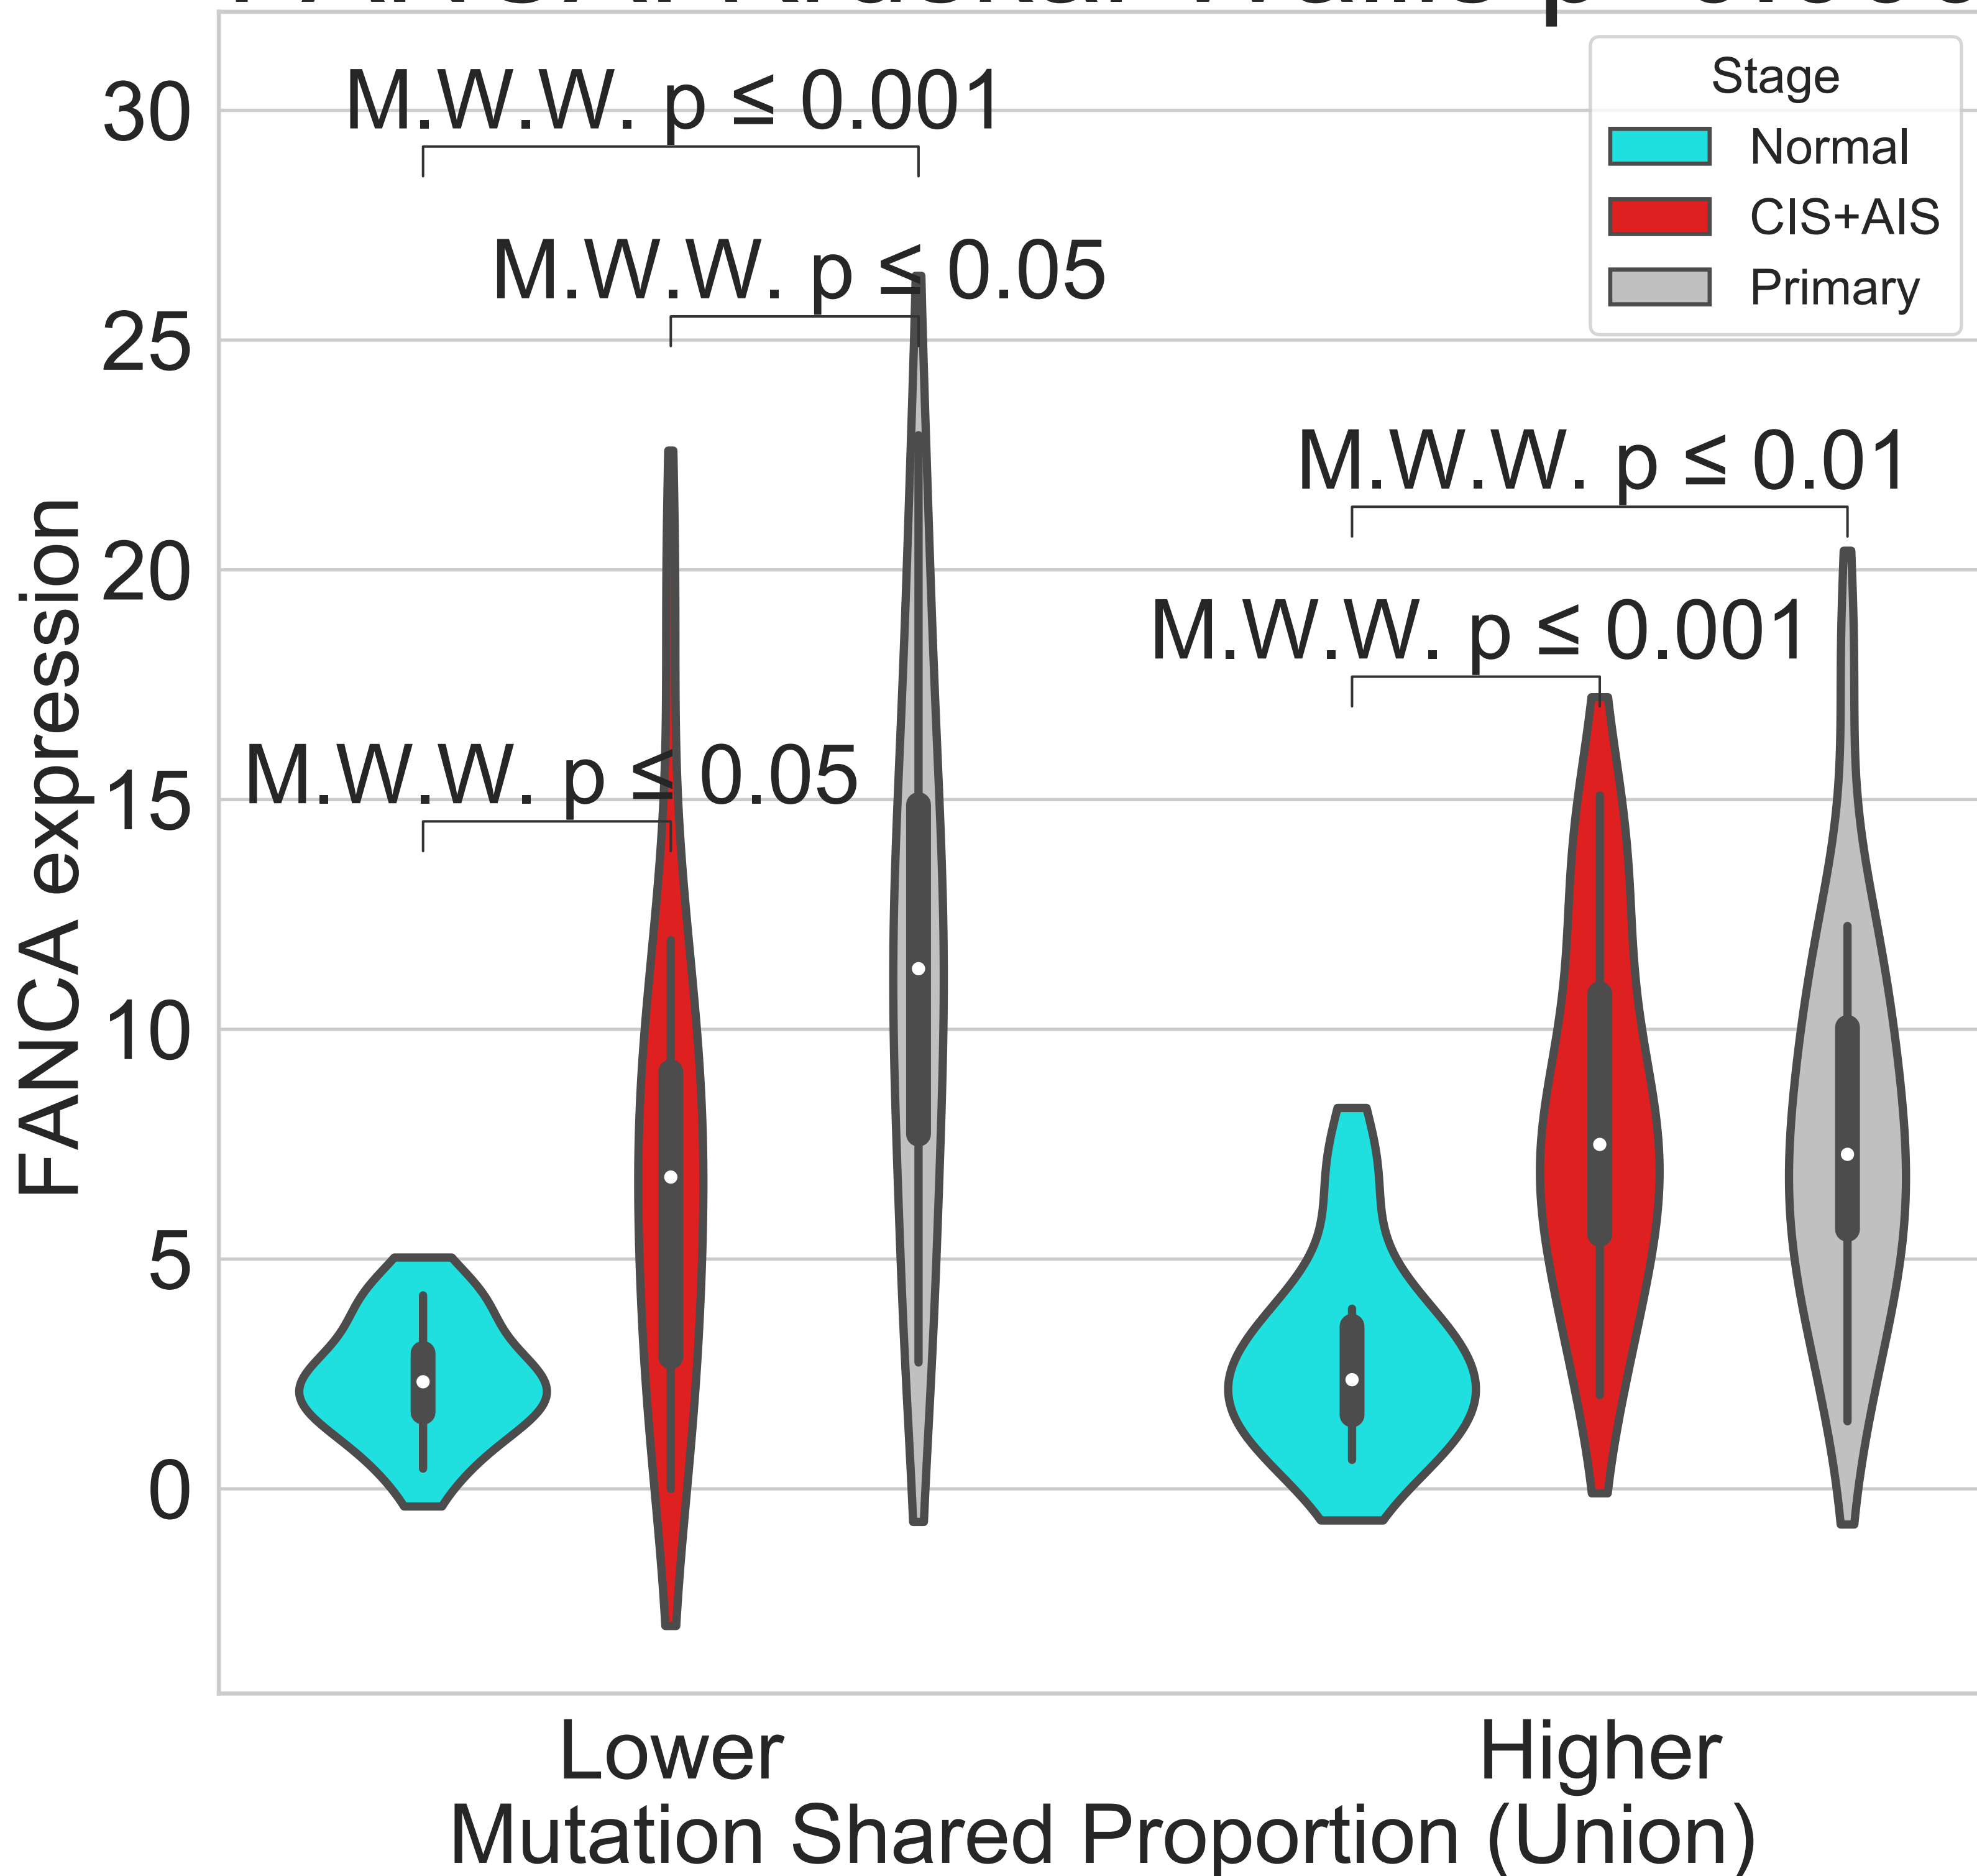 30
M.W.W. p ≤ 0.001
Stage
Normal
CIS+AIS
Primary
M.W.W. p ≤ 0.05
25
M.W.W. p ≤ 0.01
20
M.W.W. p ≤ 0.001
M.W.W. p ≤ 0.05
15
10
5
0
FANCA expression
Lower
Higher
Mutation Shared Proportion (Union)